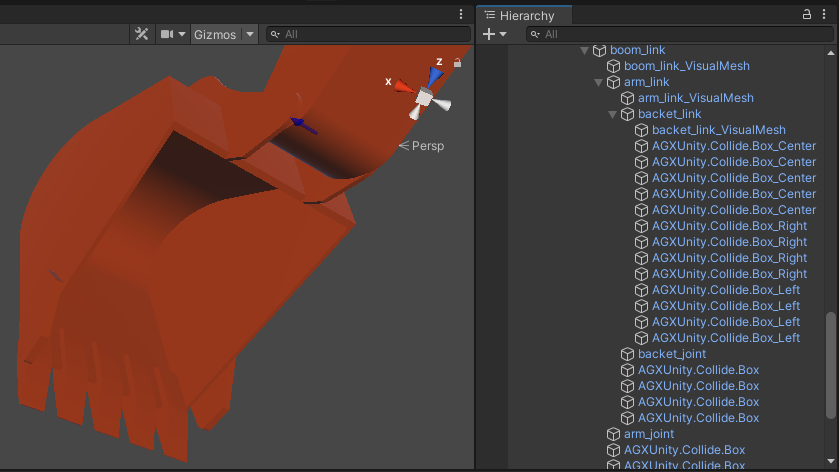 Gizmos
All
z
x
Persp
Hierarchy
All
boom_link
boom_link_VisualMesh
arm_link
arm_link_VisualMesh
backet_link
backet_link_VisualMesh
AGXUnity.Collide.Box_Center
AGXUnity.Collide.Box_Center
AGXUnity.Collide.Box_Center
AGXUnity.Collide.Box_Center
AGXUnity.Collide.Box_Center
AGXUnity.Collide.Box_Right
AGXUnity.Collide.Box_Right
AGXUnity.Collide.Box_Right
AGXUnity.Collide.Box_Right
AGXUnity.Collide.Box_Left
AGXUnity.Collide.Box_Left
AGXUnity.Collide.Box_Left
AGXUnity.Collide.Box_Left
backet_joint
AGXUnity.Collide.Box
AGXUnity.Collide.Box
AGXUnity.Collide.Box
AGXUnity.Collide.Box
arm_joint
AGXUnity.Collide.Box
AGXUnity.Collide.Box